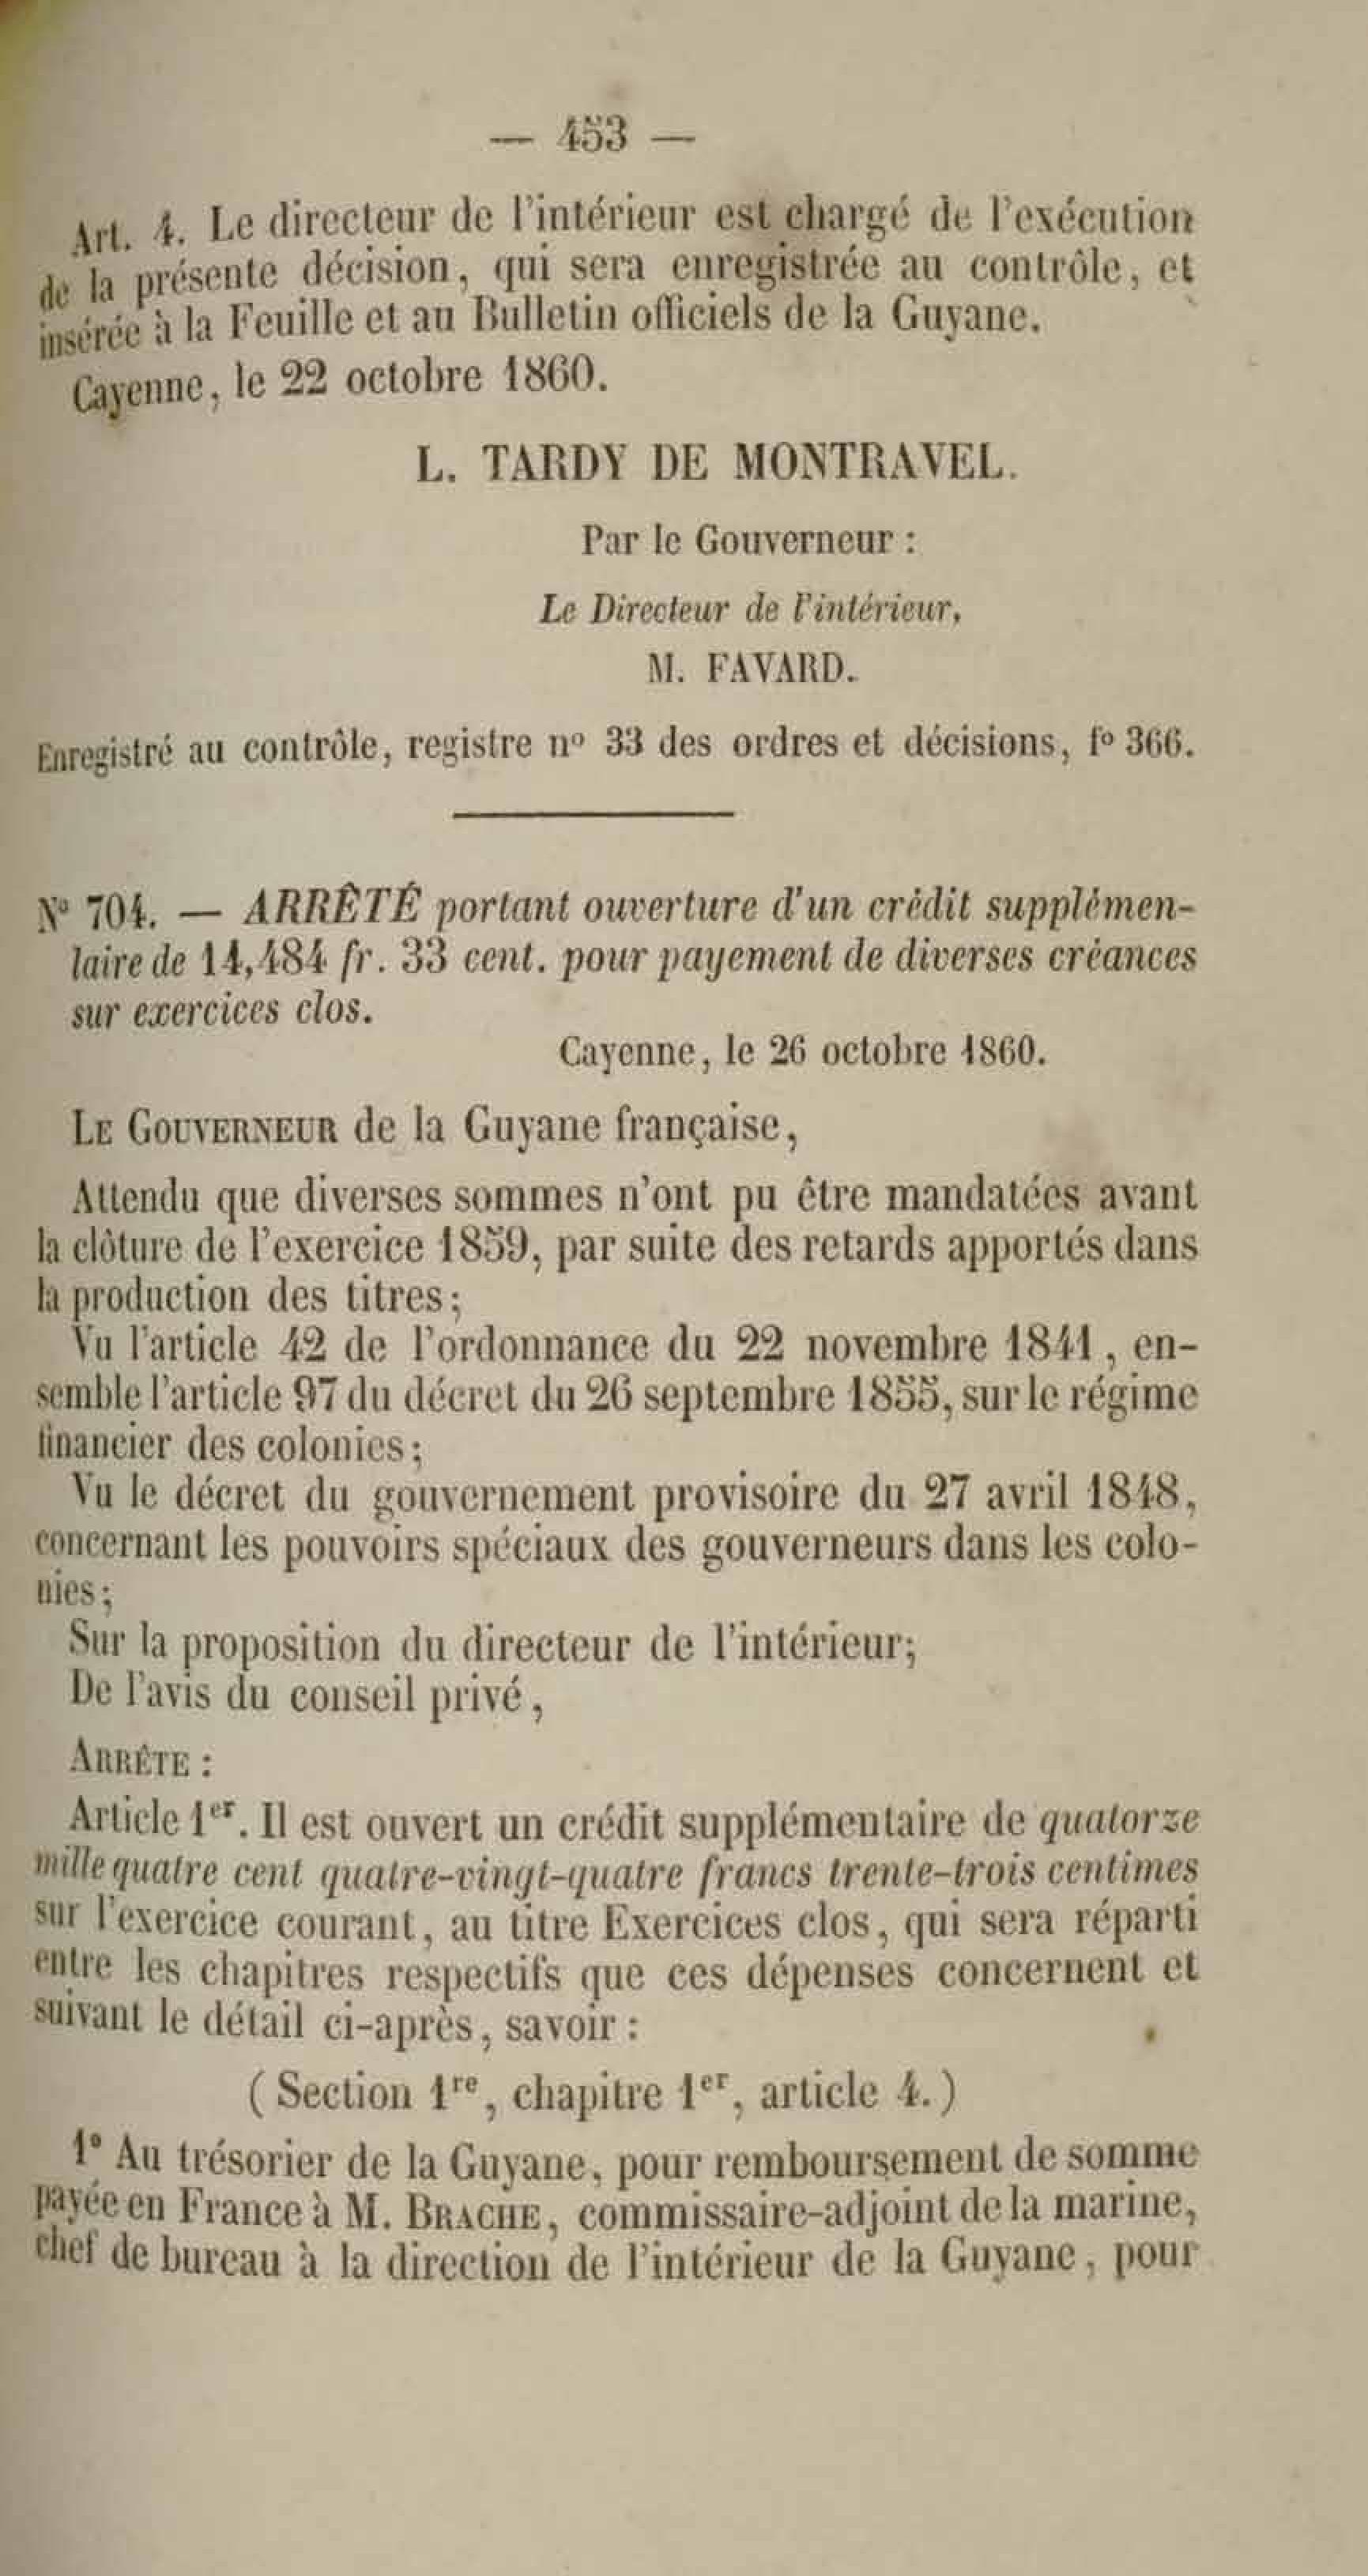 — 453 —
Art. 4. Le directeur de l'intérieur est chargé de l'exécution
de la présente décision, qui sera enregistrée au contrôle, et
insérée à la Feuille et au Bulletin officiels de la Guyane.
Cayenne, le 22 octobre 1860.
L. TARDY DE MONTRAVEL.
Par le Gouverneur :
Le Directeur de l'intérieur,
M. FAVARD.
Enregistré au contrôle, registre nº 33 des ordres et décisions, fº 366.
Nº 704. — ARRÊTÉ portant ouverture d'un crédit supplémen-
taire de 14,484 fr. 33 cent. pour payement de diverses créances
sur exercices clos.
Cayenne, le 26 octobre 1860.
LE GOUVERNEUR de la Guyane française,
Attendu que diverses sommes n'ont pu être mandatées avant
la clôture de l'exercice 1859, par suite des retards apportés dans
la production des titres;
Vu l'article 42 de l'ordonnance du 22 novembre 1841, en-
semble l'article 97 du décret du 26 septembre 1855, sur le régime
financier des colonies;
Vu le décret du gouvernement provisoire du 27 avril 1848,
concernant les pouvoirs spéciaux des gouverneurs dans les colo-
nies;
Sur la proposition du directeur de l'intérieur;
De l'avis du conseil privé,
ARRÊTE :
Article 1er. Il est ouvert un crédit supplémentaire de quatorze
mille quatre cent quatre-vingt-quatre francs trente-trois centimes
sur l'exercice courant, au titre Exercices clos, qui sera réparti
entre les chapitres respectifs que ces dépenses concernent et
suivant le détail ci-après, savoir :
( Section 1re, chapitre 1er, article 4.)
1° Au trésorier de la Guyane, pour remboursement de somme
payée en France à M. BRACHE, commissaire-adjoint de la marine,
chef de bureau à la direction de l'intérieur de la Guyane, pour